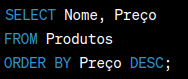 SELECT Nome, Preço
FROM Produtos
ORDER BY Preço DESC;